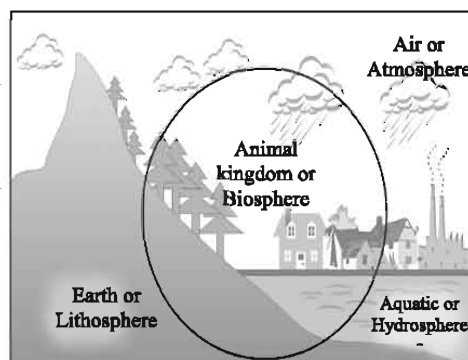 Air or
Atmosphere
Animal
kingdom or
Biosphere
Earth or
Lithosphere
Aquatic or
Hydrosphere